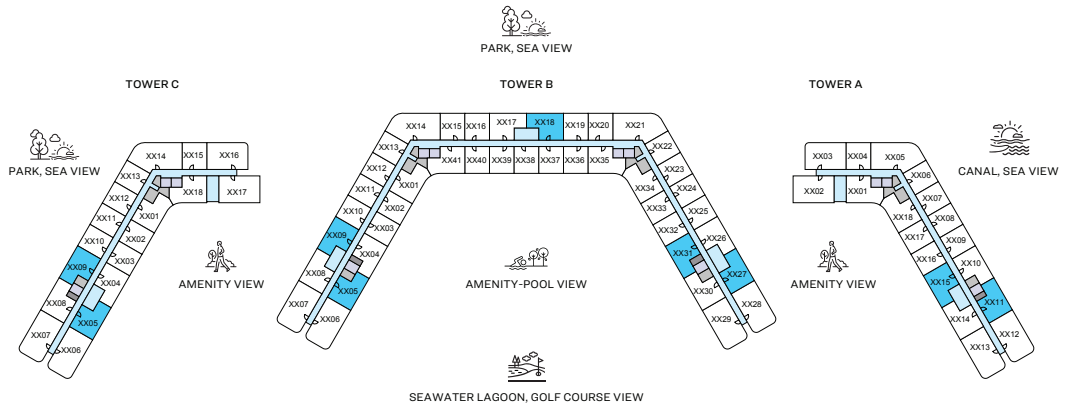 PARK, SEA VIEW
TOWER C
TOWER B
TOWER A
PARK, SEA VIEW
CANAL, SEA VIEW
XX14
XX15
XX16
XX13
XX12
XX11
XX10
XX09
XX08
XX07
XX06
XX05
XX04
XX03
XX02
XX01
XX18
XX17
XX14
XX15
XX16
XX17
XX18
XX19
XX20
XX21
XX13
XX12
XX11
XX10
XX09
XX08
XX07
XX06
XX05
XX04
XX03
XX02
XX01
XX41
XX40
XX39
XX38
XX37
XX36
XX35
XX22
XX23
XX24
XX25
XX26
XX27
XX28
XX29
XX30
XX31
XX32
XX33
XX34
XX03
XX04
XX05
XX02
XX01
XX06
XX07
XX08
XX09
XX10
XX11
XX12
XX13
XX14
XX15
XX16
XX17
XX18
AMENITY VIEW
AMENITY-POOL VIEW
AMENITY VIEW
SEAWATER LAGOON, GOLF COURSE VIEW